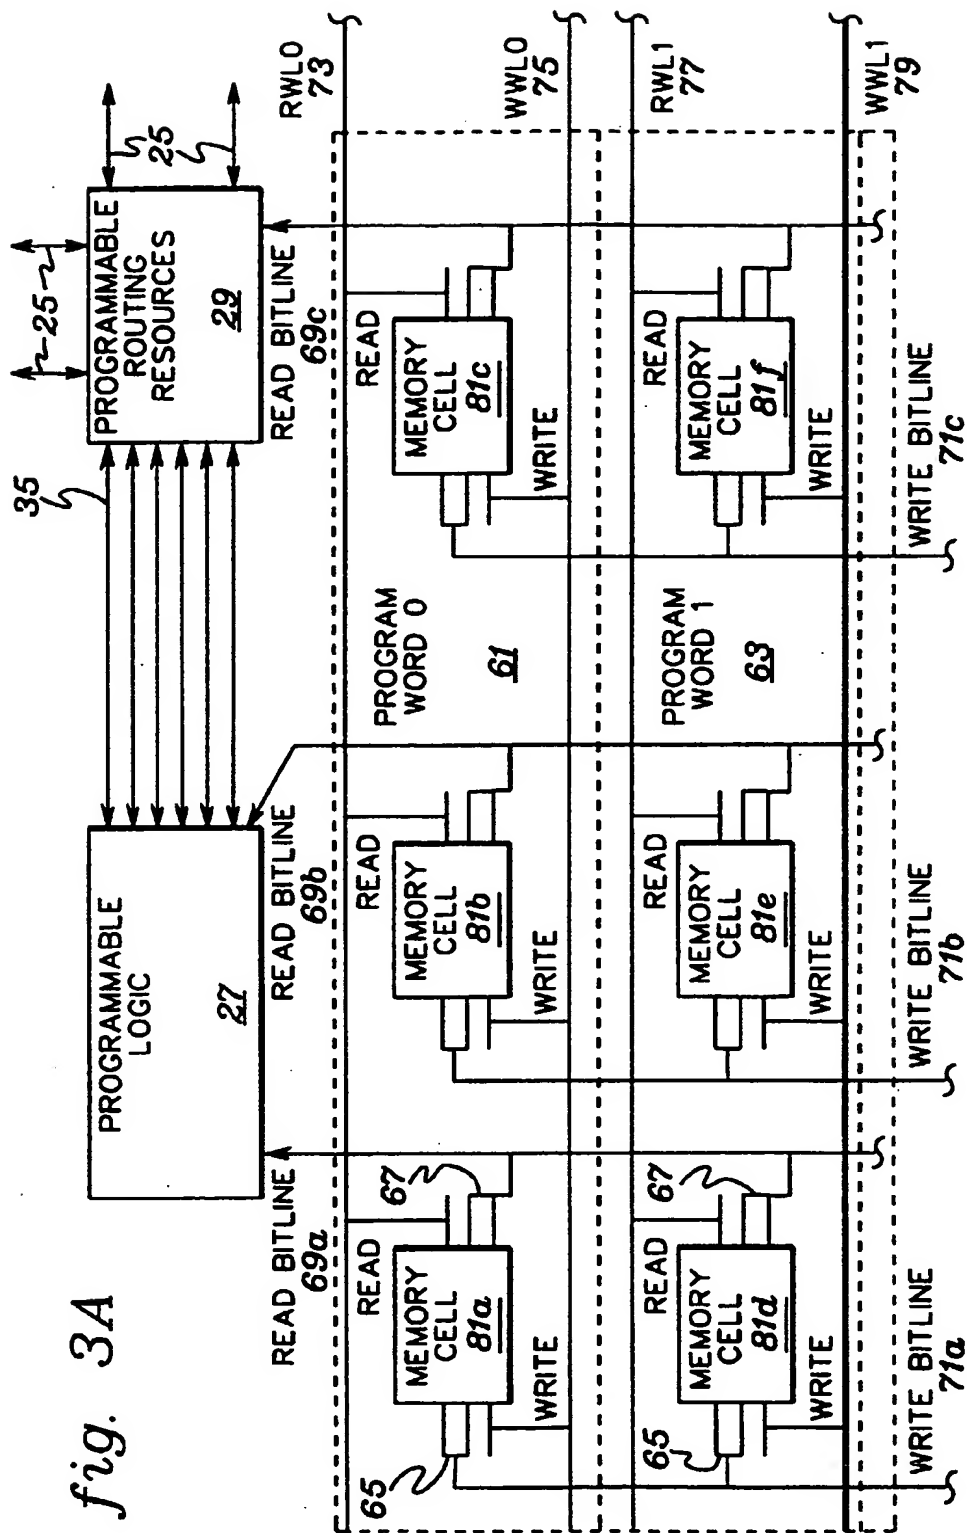 fig. 3A
PROGRAMMABLE
LOGIC
27
35
PROGRAMMABLE
ROUTING
RESOURCES
29
25
25
READ BITLINE
69a
READ BITLINE
69b
READ BITLINE
69c
RWL0
73
READ
MEMORY
CELL
81a
65
67
WRITE
READ
MEMORY
CELL
81b
WRITE
PROGRAM
WORD 0
61
READ
MEMORY
CELL
81c
WRITE
WWL0
75
RWL1
77
READ
MEMORY
CELL
81d
65
67
WRITE
READ
MEMORY
CELL
81e
WRITE
PROGRAM
WORD 1
63
READ
MEMORY
CELL
81f
WRITE
WWL1
79
WRITE BITLINE
71a
WRITE BITLINE
71b
WRITE BITLINE
71c